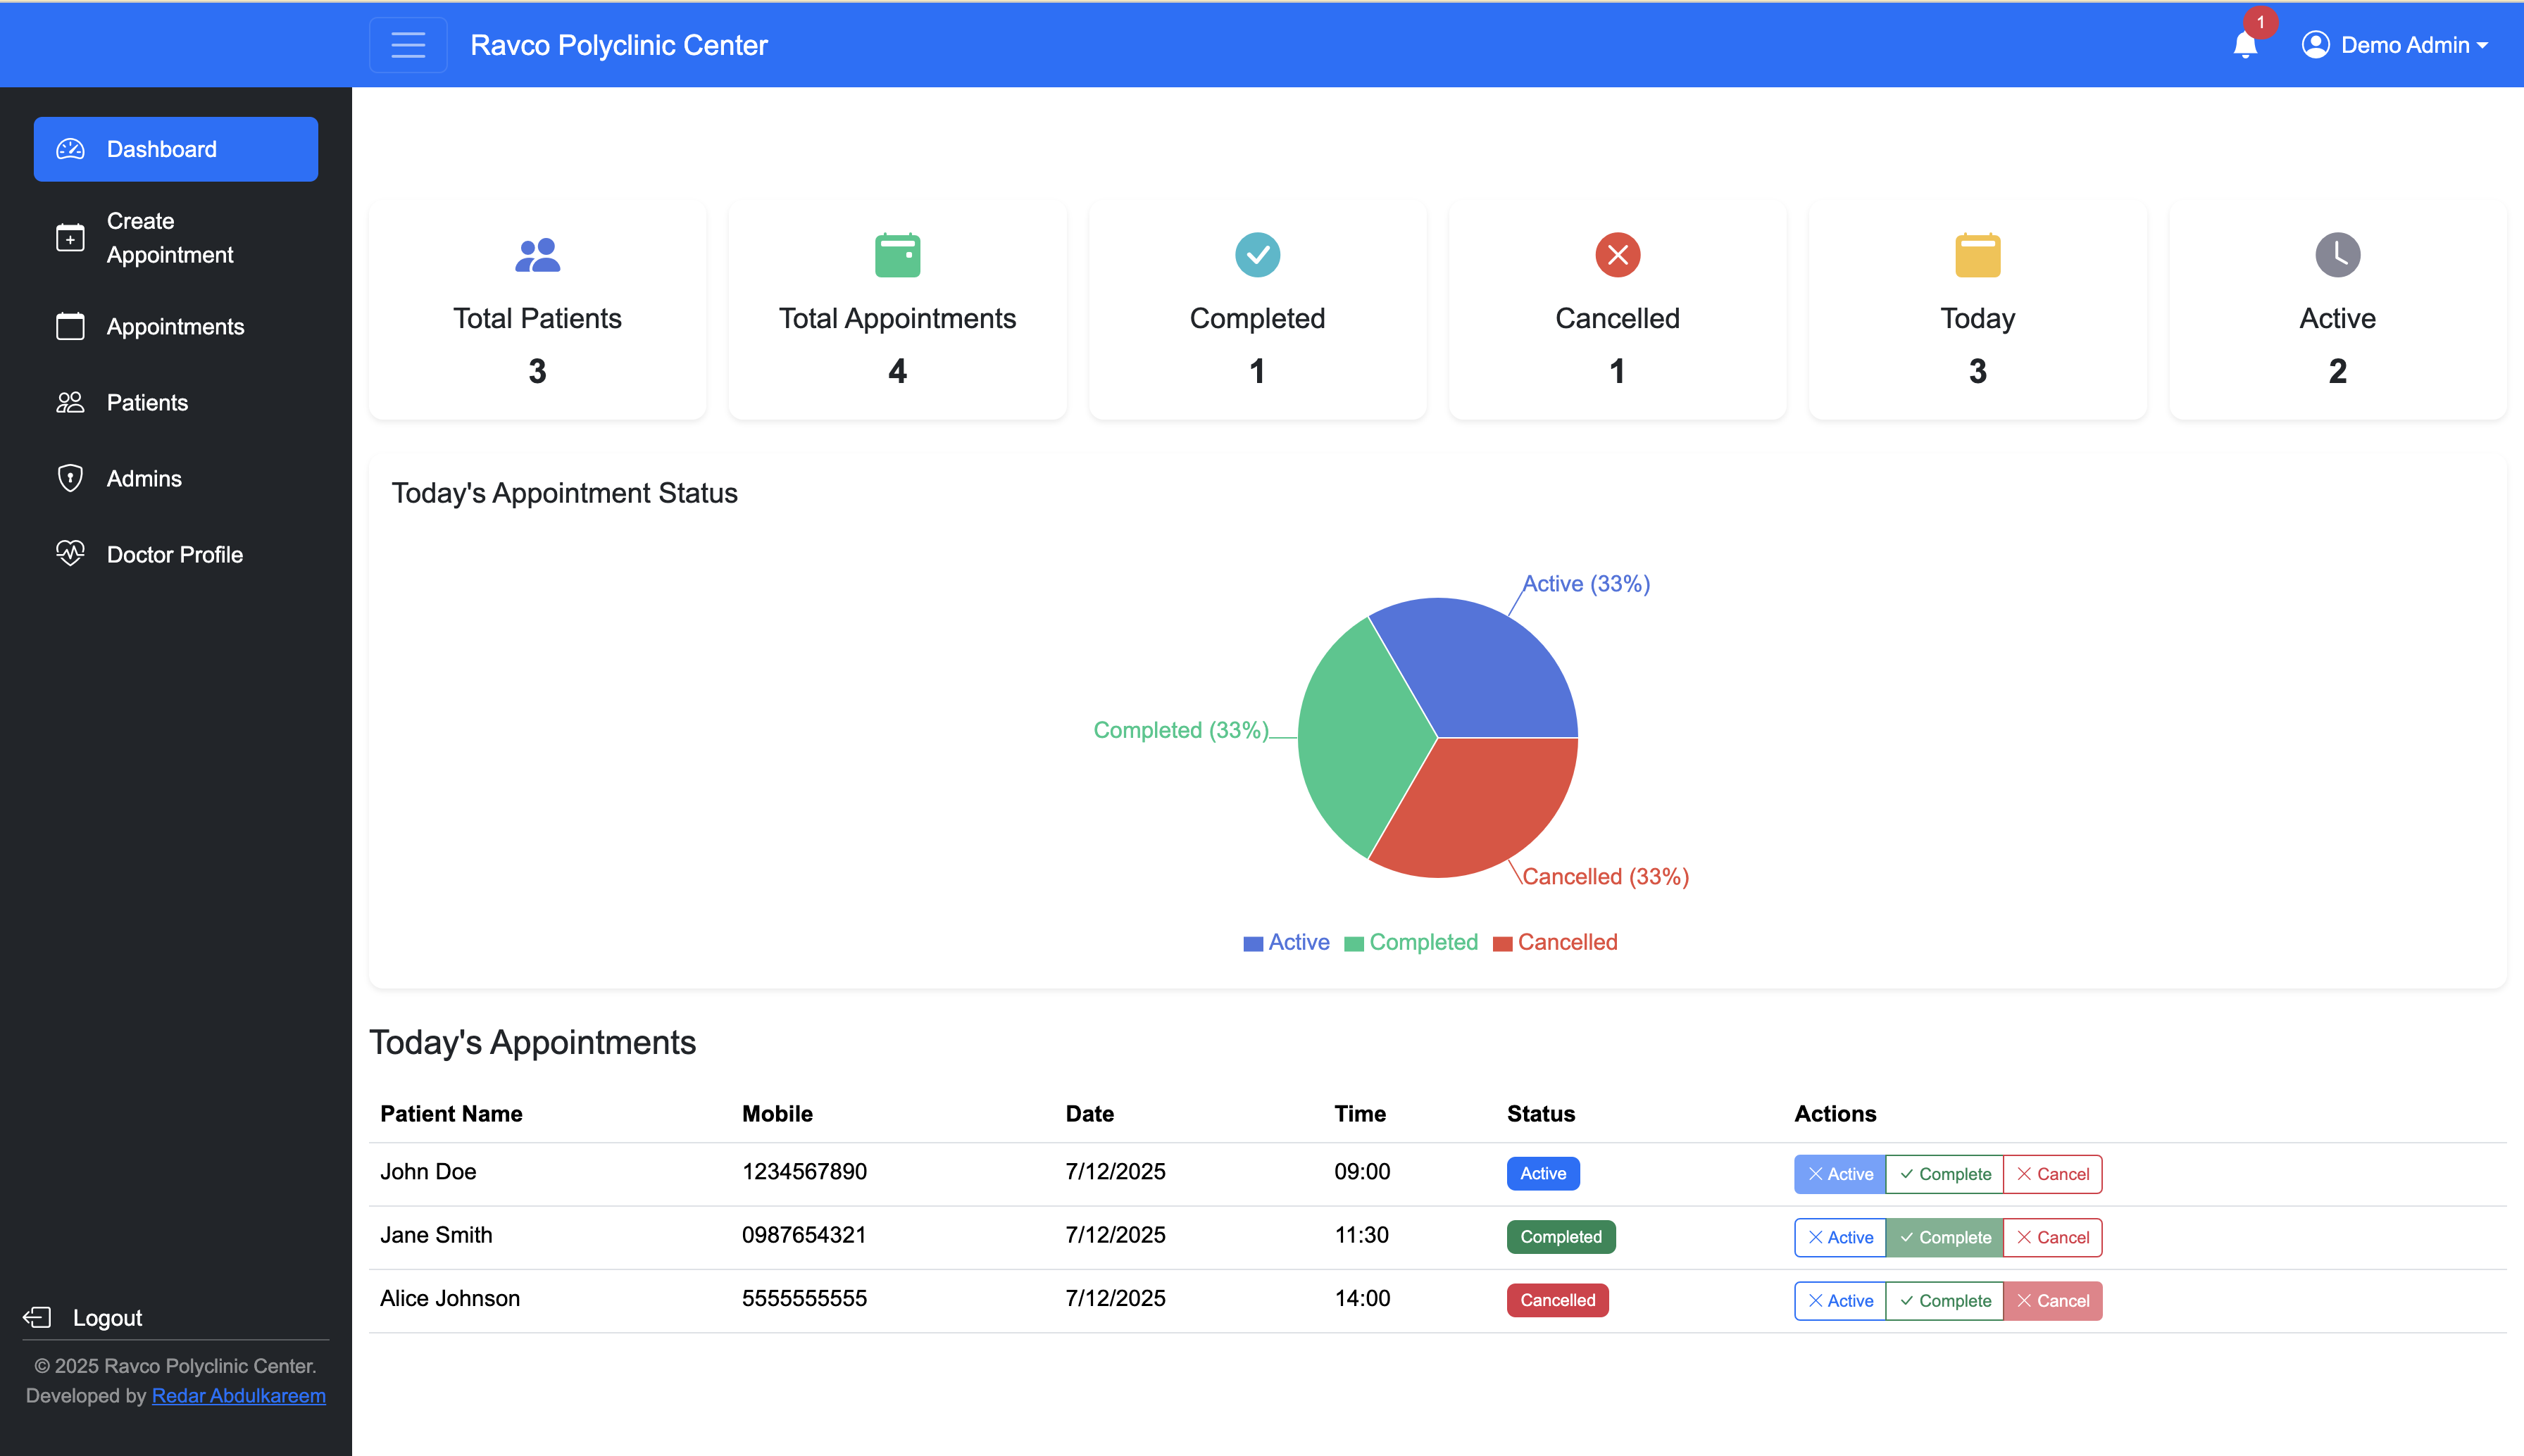 Ravco Polyclinic Center
1
Demo Admin
Dashboard
Create
Appointment
Appointments
Patients
Admins
Doctor Profile
Logout
© 2025 Ravco Polyclinic Center.
Developed by Redar Abdulkareem
Total Patients
3
Total Appointments
4
Completed
1
Cancelled
1
Today
3
Active
2
Today's Appointment Status
Active (33%)
Completed (33%)
Cancelled (33%)
Active Completed Cancelled
Today's Appointments
Patient Name Mobile Date Time Status Actions
John Doe 1234567890 7/12/2025 09:00 Active Active Complete Cancel
Jane Smith 0987654321 7/12/2025 11:30 Completed Active Complete Cancel
Alice Johnson 5555555555 7/12/2025 14:00 Cancelled Active Complete Cancel